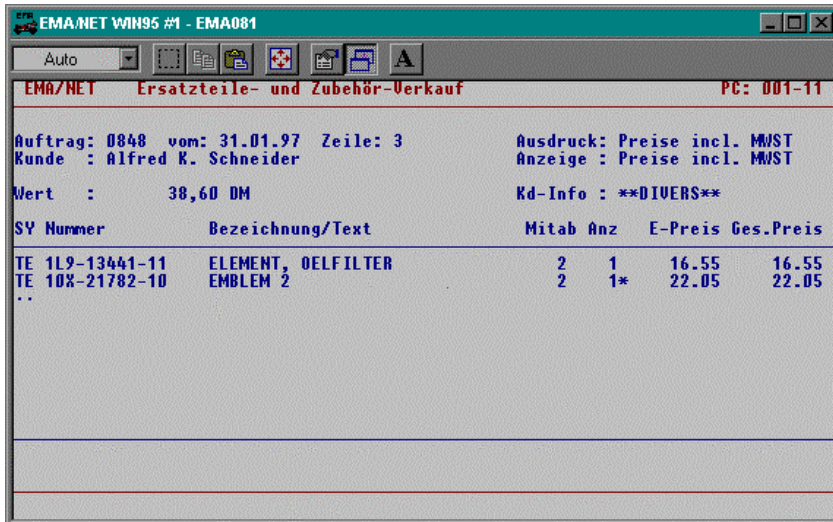 EMA/NET WIN95 #1 - EMA081
Auto
A
EMA/NET Ersatzteile- und Zubehör-Verkauf PC: 001-11
Auftrag: 0848 vom: 31.01.97 Zeile: 3 Ausdruck: Preise incl. MWST
Kunde : Alfred K. Schneider Anzeige : Preise incl. MWST
Wert : 38,60 DM Kd-Info : **DIVERS**
SY Nummer Bezeichnung/Text Mitab Anz E-Preis Ges.Preis
TE 1L9-13441-11 ELEMENT, OELFILTER 2 1 16.55 16.55
TE 10X-21782-10 EMBLEM 2 2 1* 22.05 22.05
..